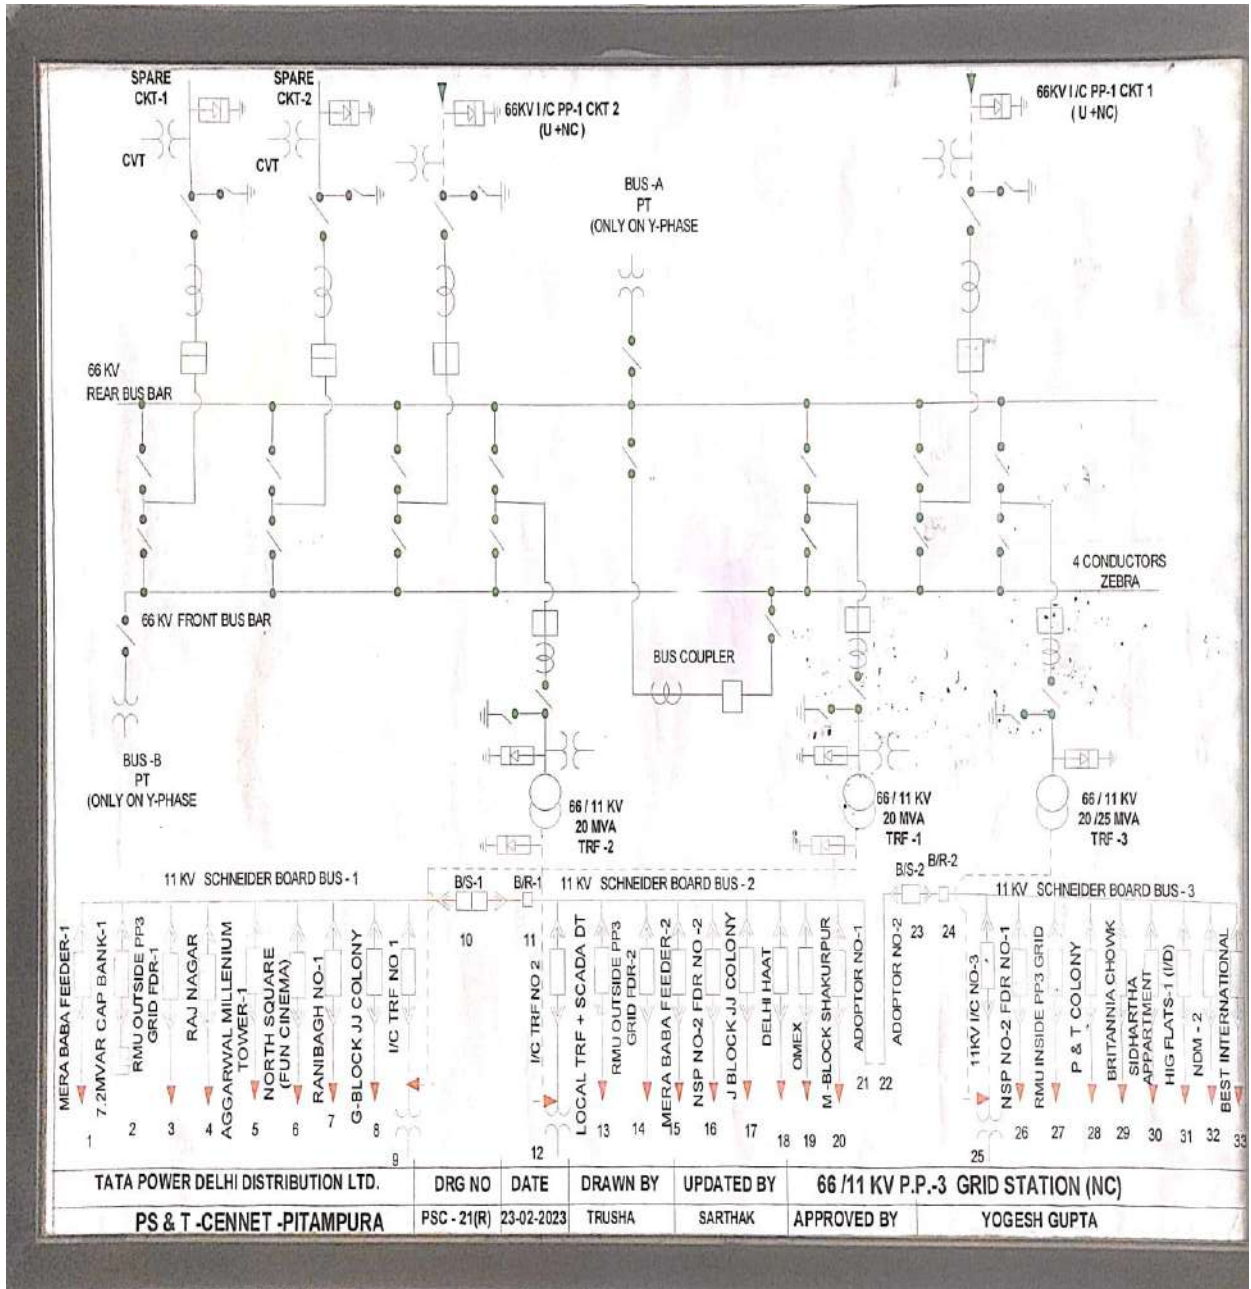 SPARE
CKT-1
SPARE
CKT-2
66KV I/C PP-1 CKT 2
(U +NC )
66KV I/C PP-1 CKT 1
( U +NC)
CVT
CVT
BUS -A
PT
(ONLY ON Y-PHASE
66 KV
REAR BUS BAR
4 CONDUCTORS
ZEBRA
66 KV FRONT BUS BAR
BUS COUPLER
BUS -B
PT
(ONLY ON Y-PHASE
66 / 11 KV
20 MVA
TRF -2
66 / 11 KV
20 MVA
TRF -1
66 / 11 KV
20 /25 MVA
TRF -3
11 KV SCHNEIDER BOARD BUS - 1
B/S-1
B/R-1
11 KV SCHNEIDER BOARD BUS - 2
B/S-2
B/R-2
11 KV SCHNEIDER BOARD BUS - 3
MERA BABA FEEDER-1
7.2MVAR CAP BANK-1
RMU OUTSIDE PP3
GRID FDR-1
RAJ NAGAR
AGGARWAL MILLENIUM
TOWER-1
NORTH SQUARE
(FUN CINEMA)
RANIBAGH NO-1
G-BLOCK JJ COLONY
I/C TRF NO 1
I/C TRF NO 2
LOCAL TRF + SCADA DT
RMU OUTSIDE PP3
GRID FDR-2
MERA BABA FEEDER-2
NSP NO-2 FDR NO-2
J BLOCK JJ COLONY
DELHI HAAT
OMEX
M -BLOCK SHAKURPUR
ADOPTOR NO-1
ADOPTOR NO-2
11KV I/C NO-3
NSP NO-2 FDR NO-1
RMU INSIDE PP3 GRID
P & T COLONY
BRITANNIA CHOWK
SIDHARTHA
APPARTMENT
HIG FLATS-1 (I/D)
NDM - 2
BEST INTERNATIONAL
1
2
3
4
5
6
7
8
9
10
11
12
13
14
15
16
17
18
19
20
21
22
23
24
25
26
27
28
29
30
31
32
33
TATA POWER DELHI DISTRIBUTION LTD.
DRG NO
DATE
DRAWN BY
UPDATED BY
66 /11 KV P.P.-3 GRID STATION (NC)
PS & T -CENNET -PITAMPURA
PSC - 21(R)
23-02-2023
TRUSHA
SARTHAK
APPROVED BY
YOGESH GUPTA